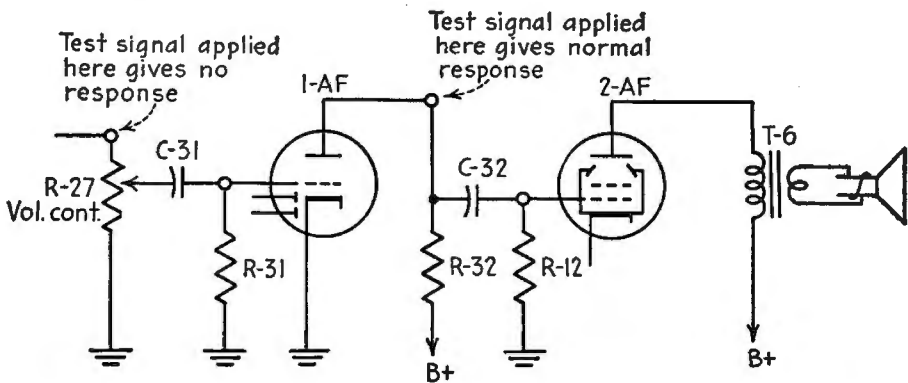 Test signal applied
here gives no
response
Test signal applied
here gives normal
response
1-AF
2-AF
T-6
C-31
C-32
R-27
Vol. cont.
R-31
R-32
R-12
B+
B+